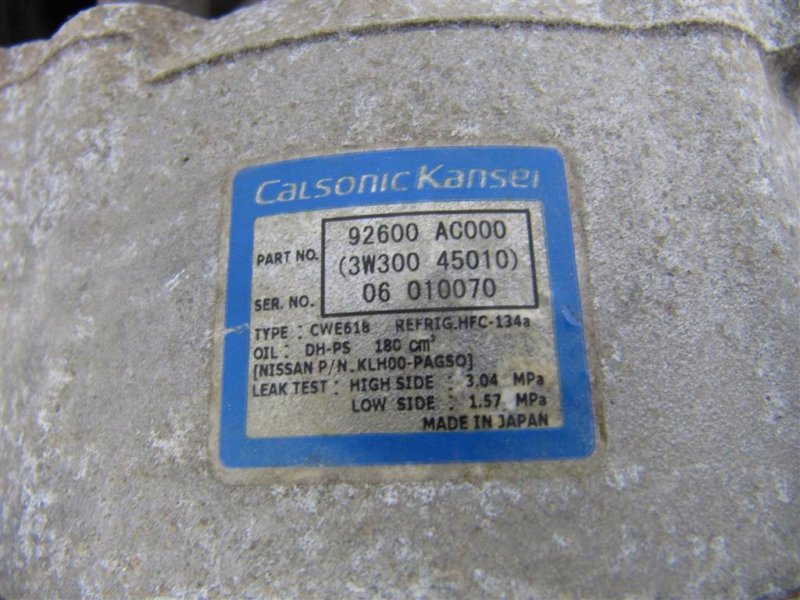 CALSONIC KANSEI
PART NO. 92600 AC000
(3W300 45010)
SER. NO. 06 010070
TYPE : CWE618 REFRIG.HFC-134a
OIL : DH-PS 180 cm³
[NISSAN P/N. KLH00-PAGS0]
LEAK TEST : HIGH SIDE : 3.04 MPa
LOW SIDE : 1.57 MPa
MADE IN JAPAN